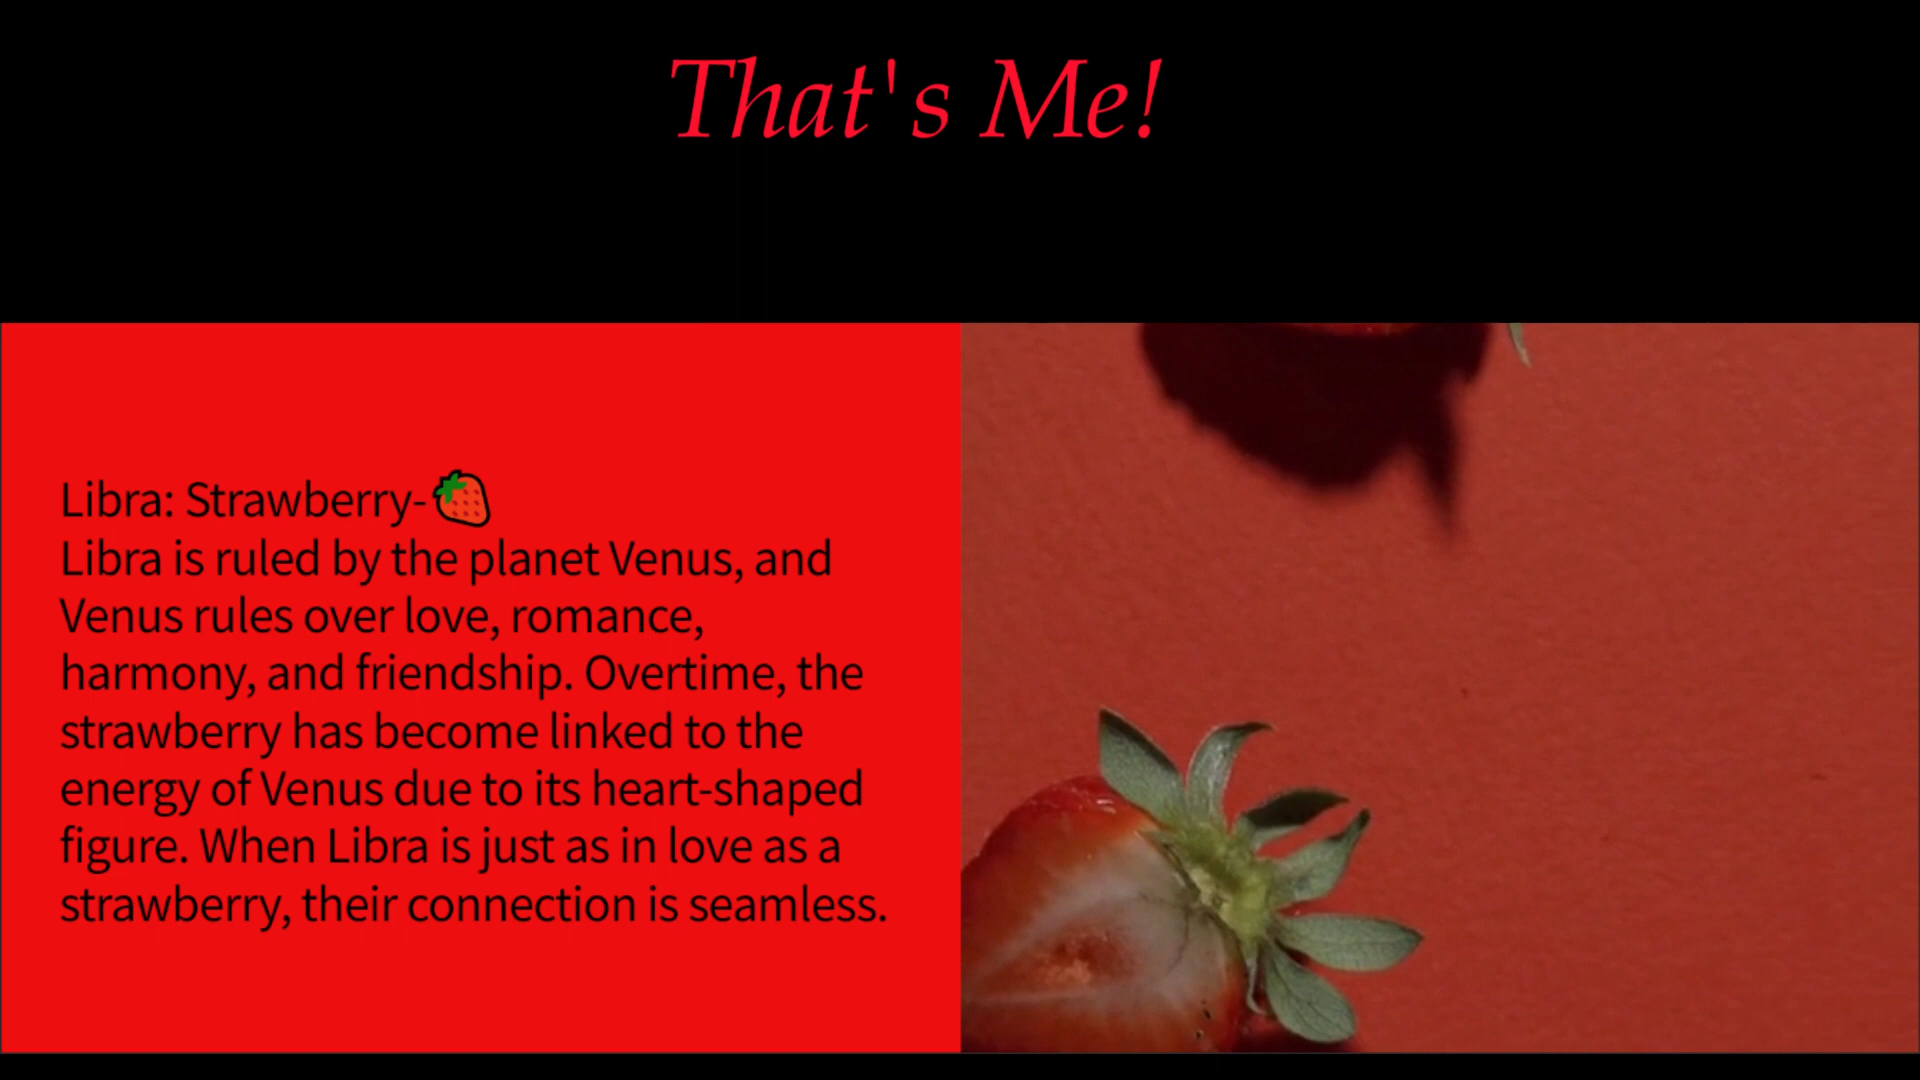 That's Me!
Libra: Strawberry-🍓
Libra is ruled by the planet Venus, and
Venus rules over love, romance,
harmony, and friendship. Overtime, the
strawberry has become linked to the
energy of Venus due to its heart-shaped
figure. When Libra is just as in love as a
strawberry, their connection is seamless.